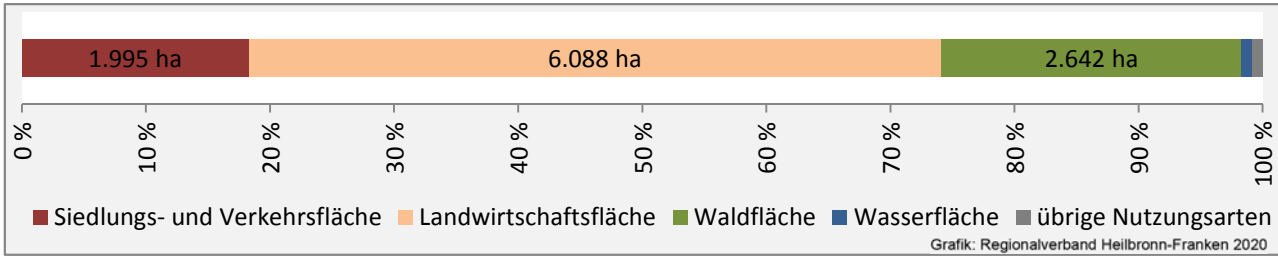 1.995 ha 6.088 ha 2.642 ha
0 % 10 % 20 % 30 % 40 % 50 % 60 % 70 % 80 % 90 % 100 %
Siedlungs- und Verkehrsfläche Landwirtschaftsfläche Waldfläche Wasserfläche übrige Nutzungsarten
Grafik: Regionalverband Heilbronn-Franken 2020